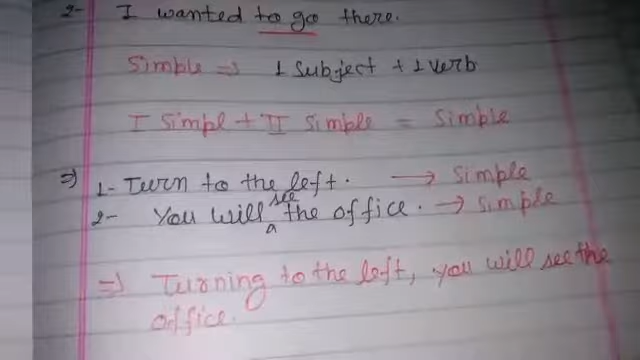 2- I wanted to go there.
Simple => 1 Subject + 1 verb
I Simpl + II Simple = Simple
=> 1- Turn to the left. → Simple
2- You will see the office. → Simple
=> Turning to the left, you will see the
office.